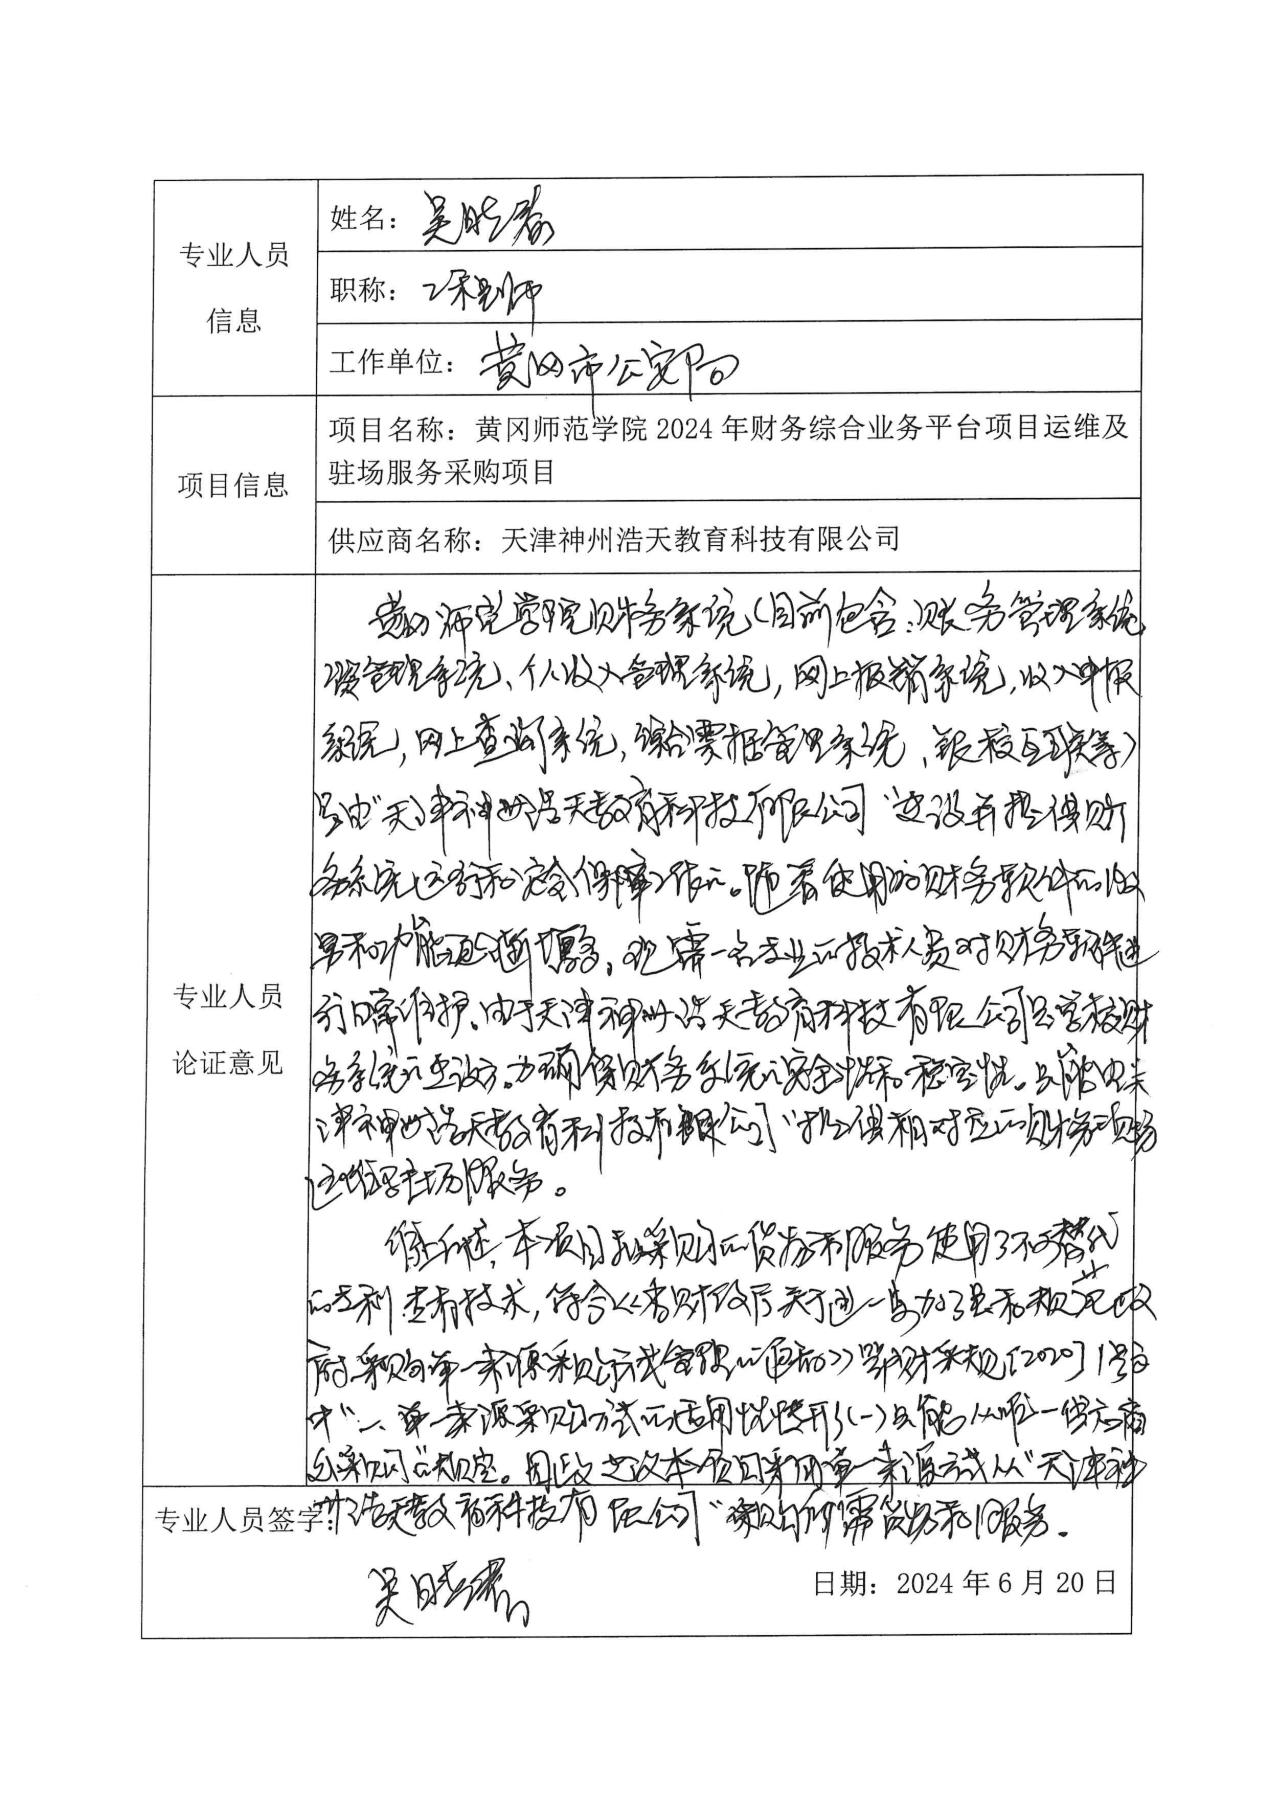 专业人员
信息
姓名：吴
职称：工程师
工作单位：黄冈市公安局
项目信息
项目名称：黄冈师范学院 2024 年财务综合业务平台项目运维及
驻场服务采购项目
供应商名称：天津神州浩天教育科技有限公司
专业人员
论证意见
黄冈师范学院财务系统（目前包含：账务管理系统
资管理系统、个人收入管理系统，网上报销系统，收入申报
系统，网上查询系统，综合票据管理系统、银校互联等）
是由“天津神州浩天教育科技有限公司”建设并提供财
务系统运行和安全保障工作的。随着使用的财务软件的
和功能逐渐增多，现需一名专业的技术人员对财务软件进
行日常维护，由于天津神州浩天教育科技有限公司是学校财
务系统的建设方，为确保财务系统的安全性和稳定性。只能由天
津神州浩天教育科技有限公司”提供相对应的财务项目
运维驻场服务。
综上所述，本项目拟采购的货物和服务使用了不可替代
的专利、专有技术，符合《省财政厅关于进一步加强和规范政
府采购单一来源采购方式管理的通知》鄂财采规[2020]1号文
中“一、单一来源采购方式的适用情形（一）只能从唯一供应商
处采购”的规定。因此建议本项目采用单一来源方式从“天津神
州浩天教育科技有限公司”采购所需货物和服务。
专业人员签字：
吴
日期：2024 年 6 月 20 日